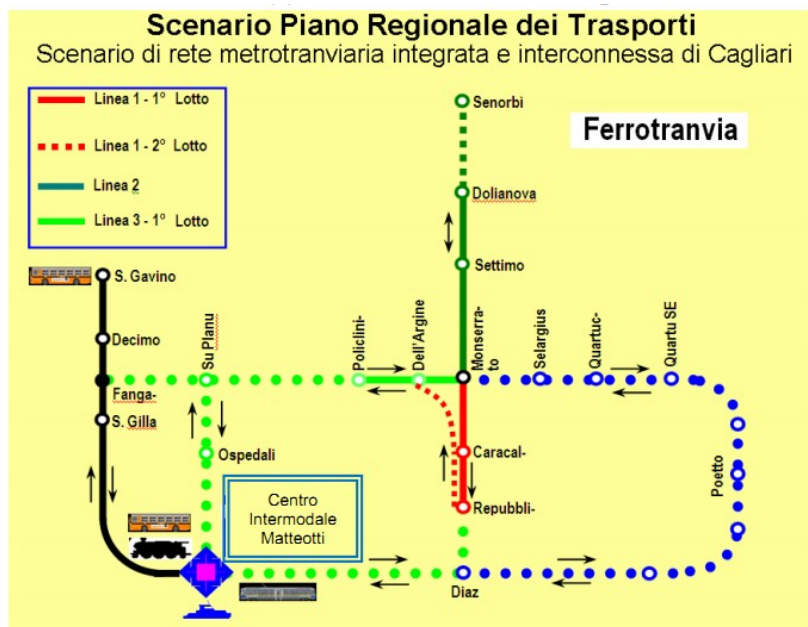 Scenario Piano Regionale dei Trasporti
Scenario di rete metrotranviaria integrata e interconnessa di Cagliari
Linea 1 - 1° Lotto
Linea 1 - 2° Lotto
Linea 2
Linea 3 - 1° Lotto
Ferrotranvia
Senorbì
Dolianova
Settimo
S. Gavino
Decimo
Su Planu
Policlini-
Dell'Argine
Monserra-
to
Selargius
Quartuc-
Quartu SE
Fanga-
S. Gilla
Ospedali
Caracal-
Repubbli-
Poetto
Centro
Intermodale
Matteotti
Diaz